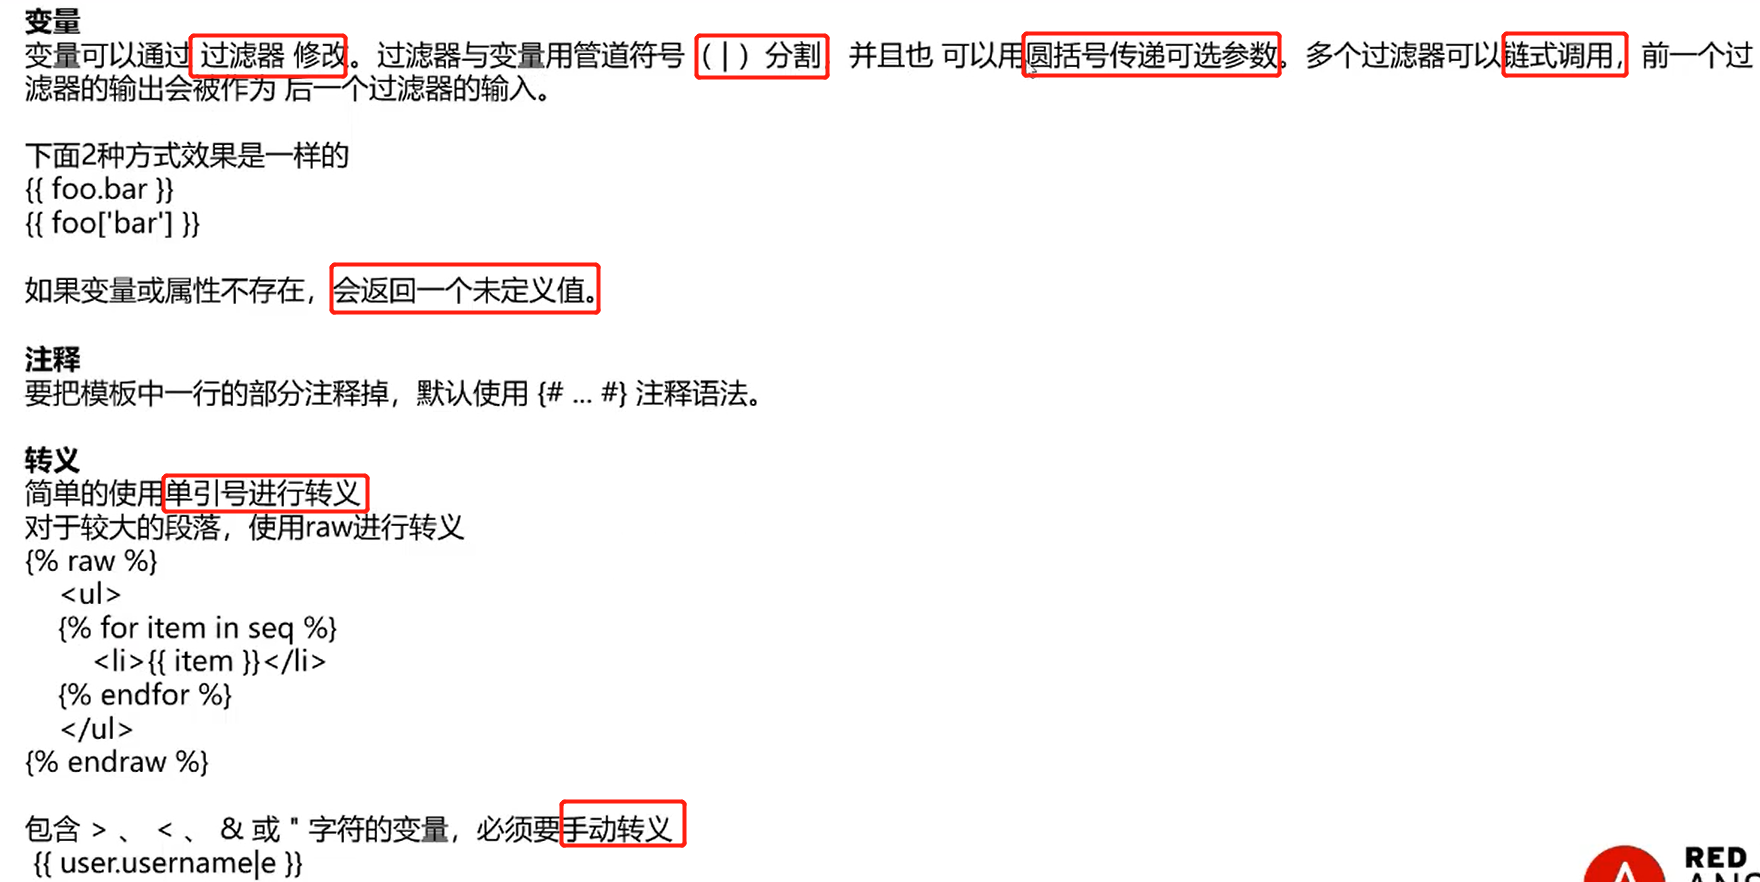 变量
变量可以通过 过滤器 修改。过滤器与变量用管道符号 ( | ) 分割， 并且也 可以用圆括号传递可选参数。多个过滤器可以链式调用，前一个过
滤器的输出会被作为 后一个过滤器的输入。
下面2种方式效果是一样的
{{ foo.bar }}
{{ foo['bar'] }}
如果变量或属性不存在，会返回一个未定义值。
注释
要把模板中一行的部分注释掉，默认使用 {# ... #} 注释语法。
转义
简单的使用单引号进行转义
对于较大的段落，使用raw进行转义
{% raw %}
<ul>
{% for item in seq %}
<li>{{ item }}</li>
{% endfor %}
</ul>
{% endraw %}
包含 > 、 < 、 & 或 " 字符的变量，必须要手动转义
{{ user.username|e }}
RED